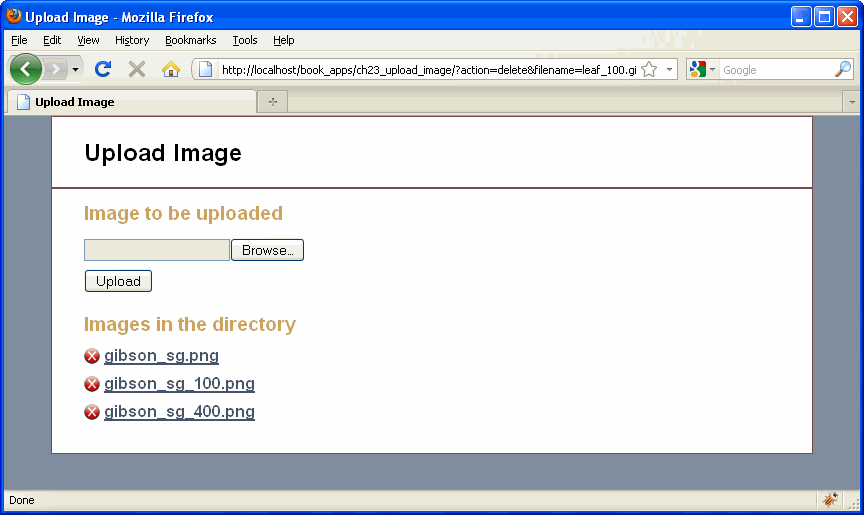 Upload Image - Mozilla Firefox
File Edit View History Bookmarks Tools Help
http://localhost/book_apps/ch23_upload_image/?action=delete&filename=leaf_100.gi
Google
Upload Image
Upload Image
Image to be uploaded
Browse...
Upload
Images in the directory
gibson_sg.png
gibson_sg_100.png
gibson_sg_400.png
Done